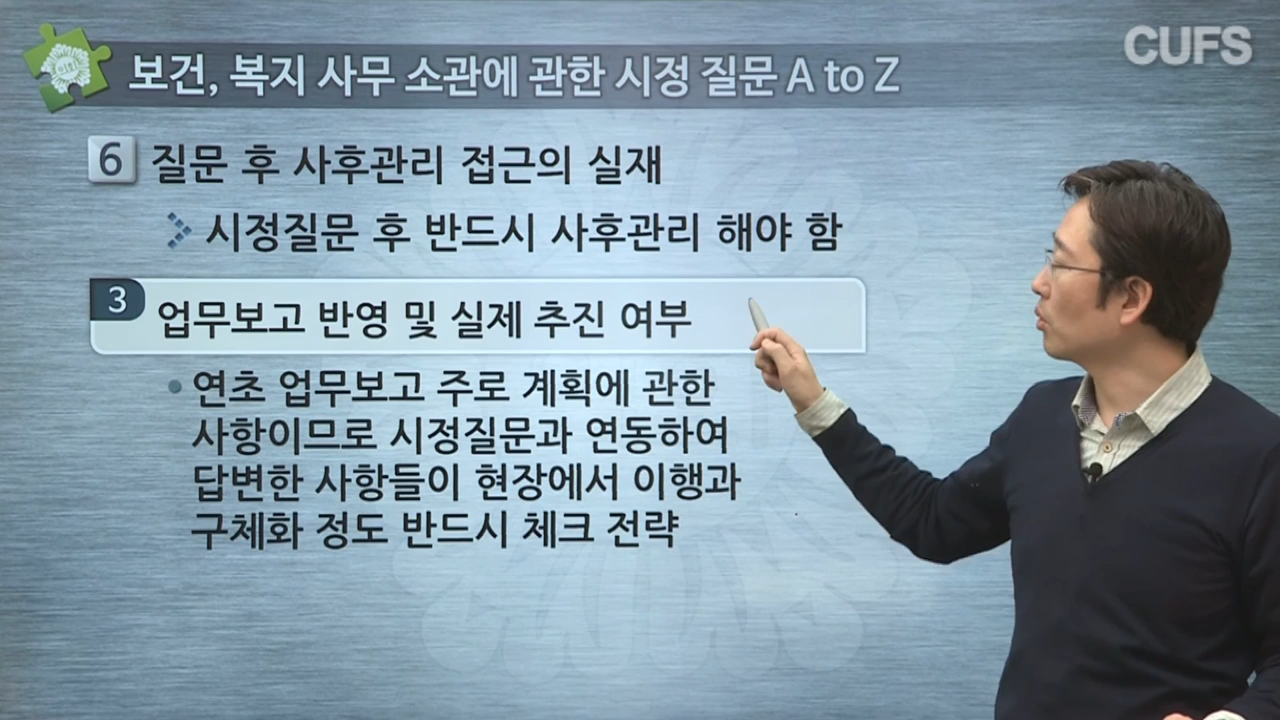 CUFS
보건, 복지 사무 소관에 관한 시정 질문 A to Z
6 질문 후 사후관리 접근의 실재
시정질문 후 반드시 사후관리 해야 함
3 업무보고 반영 및 실제 추진 여부
연초 업무보고 주로 계획에 관한
사항이므로 시정질문과 연동하여
답변한 사항들이 현장에서 이행과
구체화 정도 반드시 체크 전략